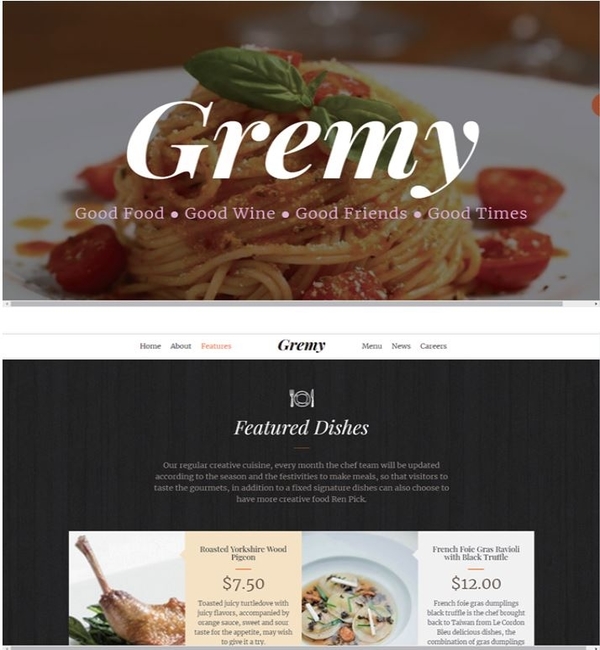 Gremy
Good Food ● Good Wine ● Good Friends ● Good Times
Home About Features Gremy Menu News Careers
Featured Dishes
Our regular creative cuisine, every month the chef team will be updated
according to the season and the festivities to make meals, so that visitors to
taste the gourmets, in addition to a fixed signature dishes can also choose to
have more creative food Ren Pick.
Roasted Yorkshire Wood
Pigeon
$7.50
Toasted juicy turtledove with
juicy flavors, accompanied by
orange sauce, sweet and sour
taste for the appetite, may wish
to give it a try.
French Foie Gras Ravioli
with Black Truffle
$12.00
French foie gras dumplings
black truffle is the chef brought
back to Taiwan from Le Cordon
Bleu delicious dishes, the
combination of gras dumplings